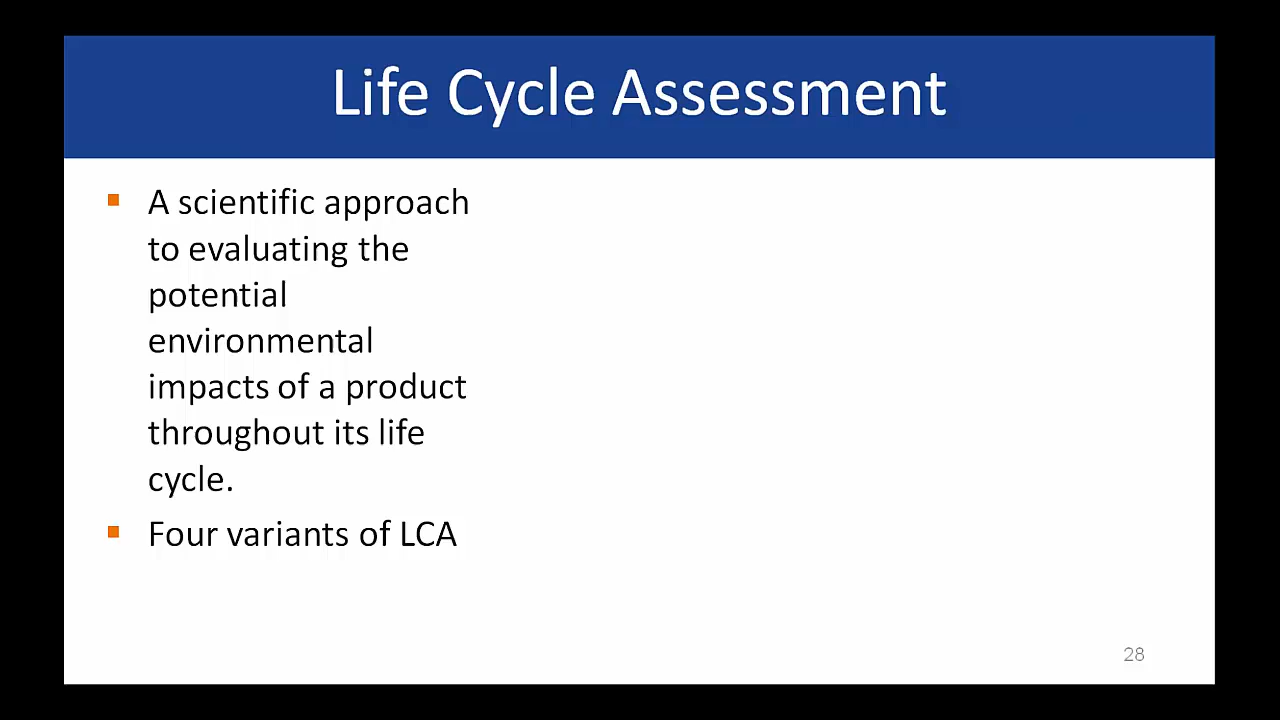 Life Cycle Assessment
A scientific approach
to evaluating the
potential
environmental
impacts of a product
throughout its life
cycle.
Four variants of LCA
28